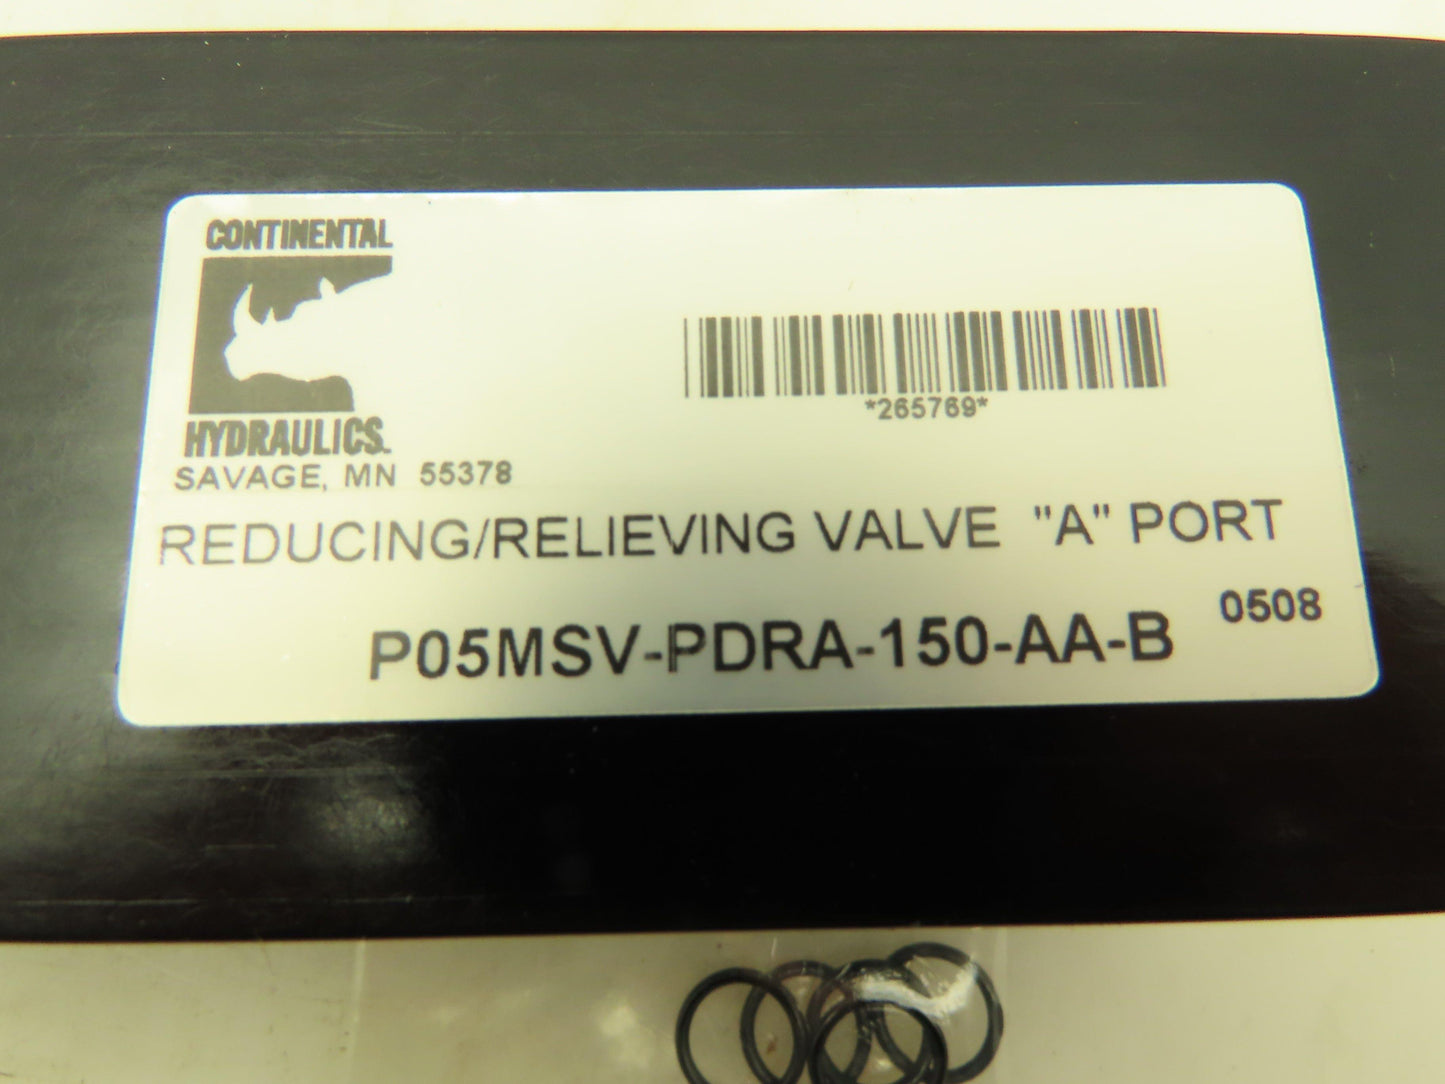 CONTINENTAL
HYDRAULICS
SAVAGE, MN 55378
*265769*
REDUCING/RELIEVING VALVE "A" PORT
P05MSV-PDRA-150-AA-B
0508